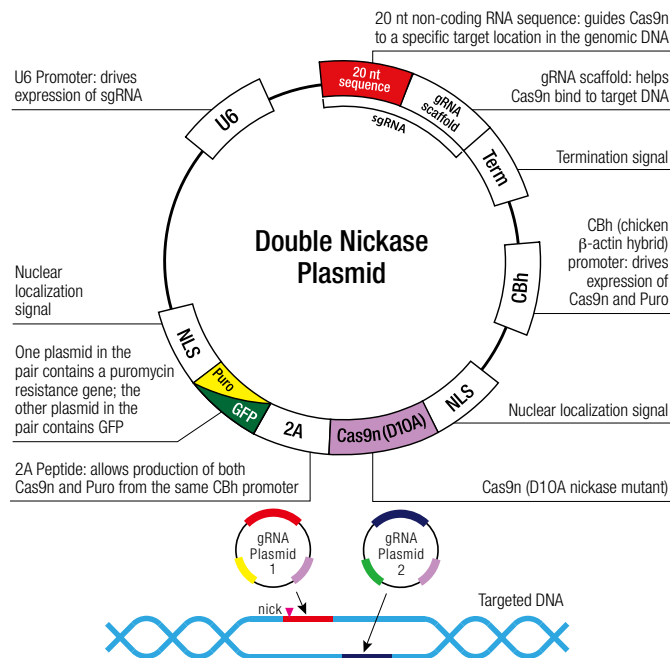 20 nt non-coding RNA sequence: guides Cas9n
to a specific target location in the genomic DNA
U6 Promoter: drives
expression of sgRNA
gRNA scaffold: helps
Cas9n bind to target DNA
20 nt
sequence
gRNA
scaffold
sgRNA
U6
Term
Termination signal
Double Nickase
Plasmid
CBh (chicken
β-actin hybrid)
promoter: drives
expression of
Cas9n and Puro
CBh
Nuclear
localization
signal
NLS
One plasmid in the
pair contains a puromycin
resistance gene; the
other plasmid in the
pair contains GFP
Puro
GFP
2A
Cas9n (D10A)
NLS
Nuclear localization signal
2A Peptide: allows production of both
Cas9n and Puro from the same CBh promoter
Cas9n (D10A nickase mutant)
gRNA
Plasmid
1
gRNA
Plasmid
2
nick
Targeted DNA